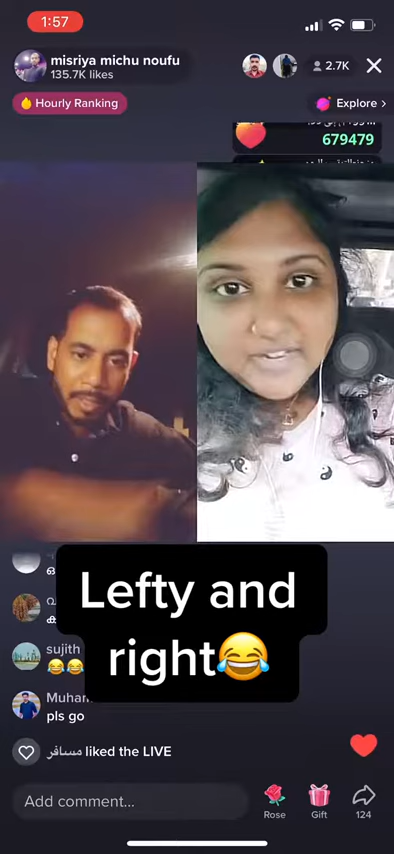 1:57
misriya michu noufu
135.7K likes
2.7K
Hourly Ranking
Explore >
679479
Lefty and
right😂
sujith
😂😂
Muham
pls go
مسافر liked the LIVE
Add comment...
Rose
Gift
124